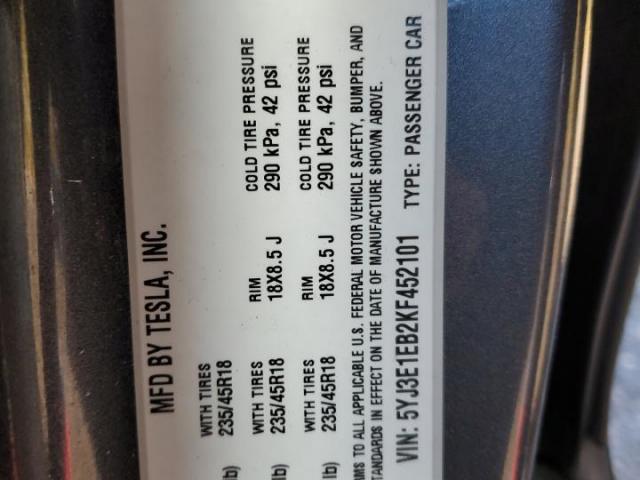 MFD BY TESLA, INC.
WITH TIRES RIM COLD TIRE PRESSURE
235/45R18 18X8.5 J 290 kPa, 42 psi
lb) WITH TIRES RIM COLD TIRE PRESSURE
235/45R18 18X8.5 J 290 kPa, 42 psi
lb) WITH TIRES
235/45R18
lb)
TO ALL APPLICABLE U.S. FEDERAL MOTOR VEHICLE SAFETY, BUMPER, AND
IN EFFECT ON THE DATE OF MANUFACTURE SHOWN ABOVE.
VIN: 5YJ3E1EB2KF452101 TYPE: PASSENGER CAR